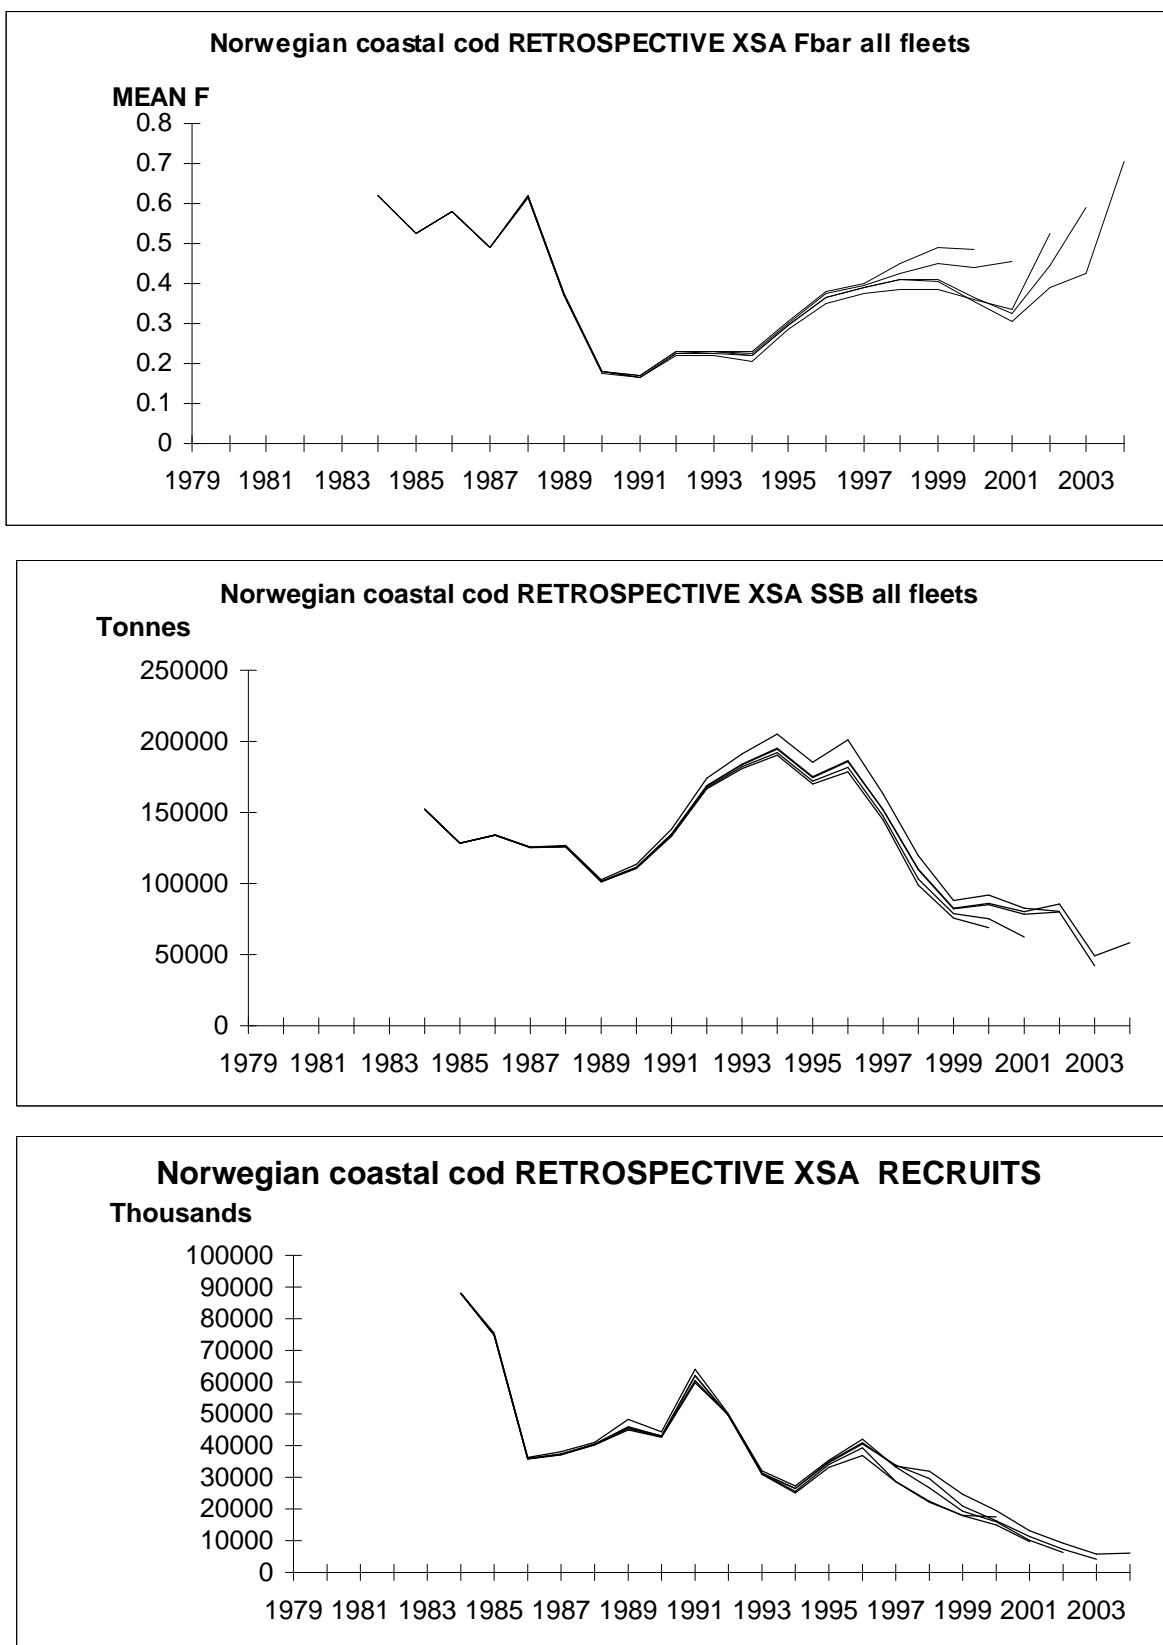 Norwegian coastal cod RETROSPECTIVE XSA Fbar all fleets
MEAN F
0.8
0.7
0.6
0.5
0.4
0.3
0.2
0.1
0
1979 1981 1983 1985 1987 1989 1991 1993 1995 1997 1999 2001 2003
Norwegian coastal cod RETROSPECTIVE XSA SSB all fleets
Tonnes
250000
200000
150000
100000
50000
0
1979 1981 1983 1985 1987 1989 1991 1993 1995 1997 1999 2001 2003
Norwegian coastal cod RETROSPECTIVE XSA RECRUITS
Thousands
100000
90000
80000
70000
60000
50000
40000
30000
20000
10000
0
1979 1981 1983 1985 1987 1989 1991 1993 1995 1997 1999 2001 2003